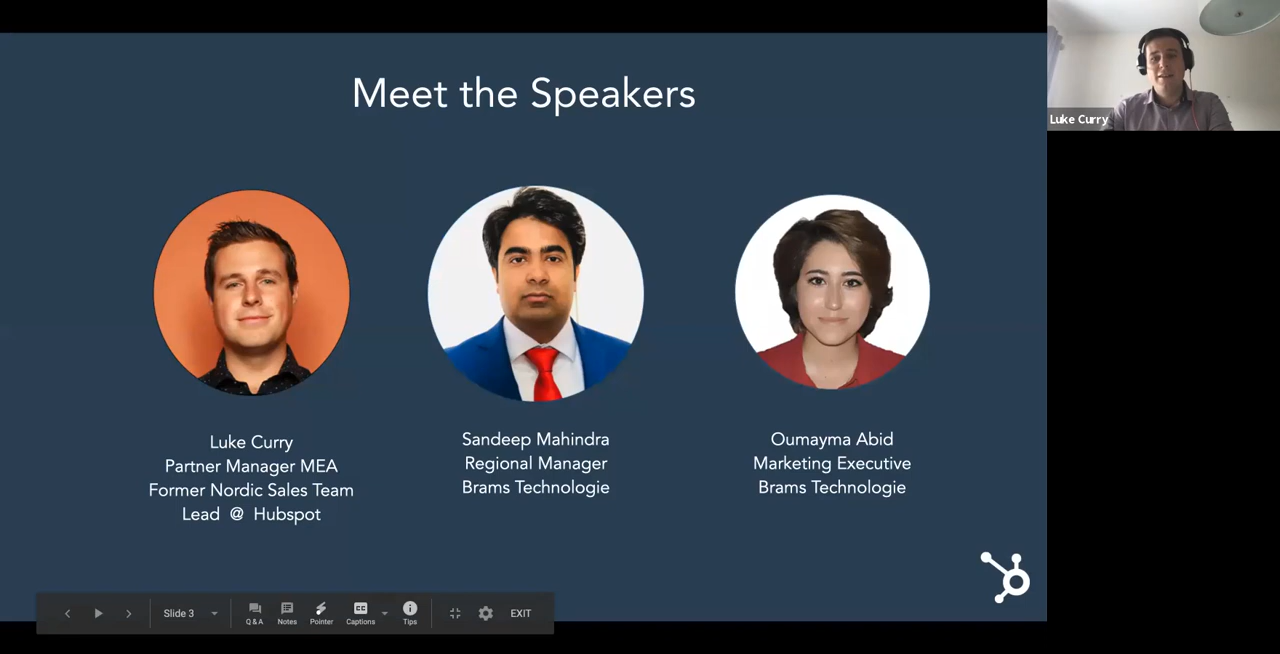 Meet the Speakers
Luke Curry
Luke Curry
Partner Manager MEA
Former Nordic Sales Team
Lead @ Hubspot
Sandeep Mahindra
Regional Manager
Brams Technologie
Oumayma Abid
Marketing Executive
Brams Technologie
Slide 3
Q & A
Notes
Pointer
CC
Captions
Tips
EXIT